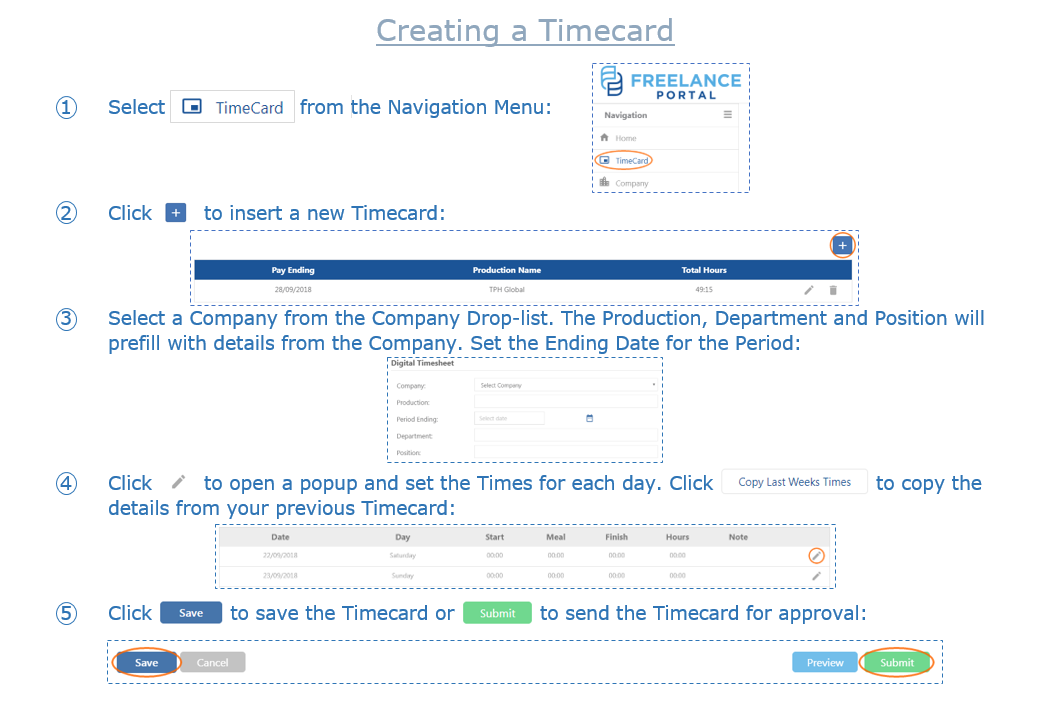 Creating a Timecard
FREELANCE
PORTAL
① Select TimeCard from the Navigation Menu:
Navigation
Home
TimeCard
Company
② Click + to insert a new Timecard:
+
Pay Ending Production Name Total Hours
28/09/2018 TPH Global 49:15
③ Select a Company from the Company Drop-list. The Production, Department and Position will
prefill with details from the Company. Set the Ending Date for the Period:
Digital Timesheet
Company: Select Company
Production:
Period Ending: Select date
Department:
Position:
④ Click to open a popup and set the Times for each day. Click Copy Last Weeks Times to copy the
details from your previous Timecard:
Date Day Start Meal Finish Hours Note
22/09/2018 Saturday 00:00 00:00 00:00 00:00
23/09/2018 Sunday 00:00 00:00 00:00 00:00
⑤ Click Save to save the Timecard or Submit to send the Timecard for approval:
Save Cancel Preview Submit